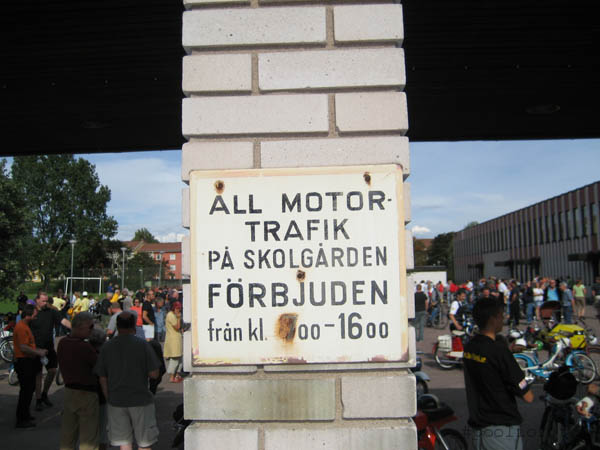 ALL MOTOR-
TRAFIK
PÅ SKOLGÅRDEN
FÖRBJUDEN
från kl. 00-1600